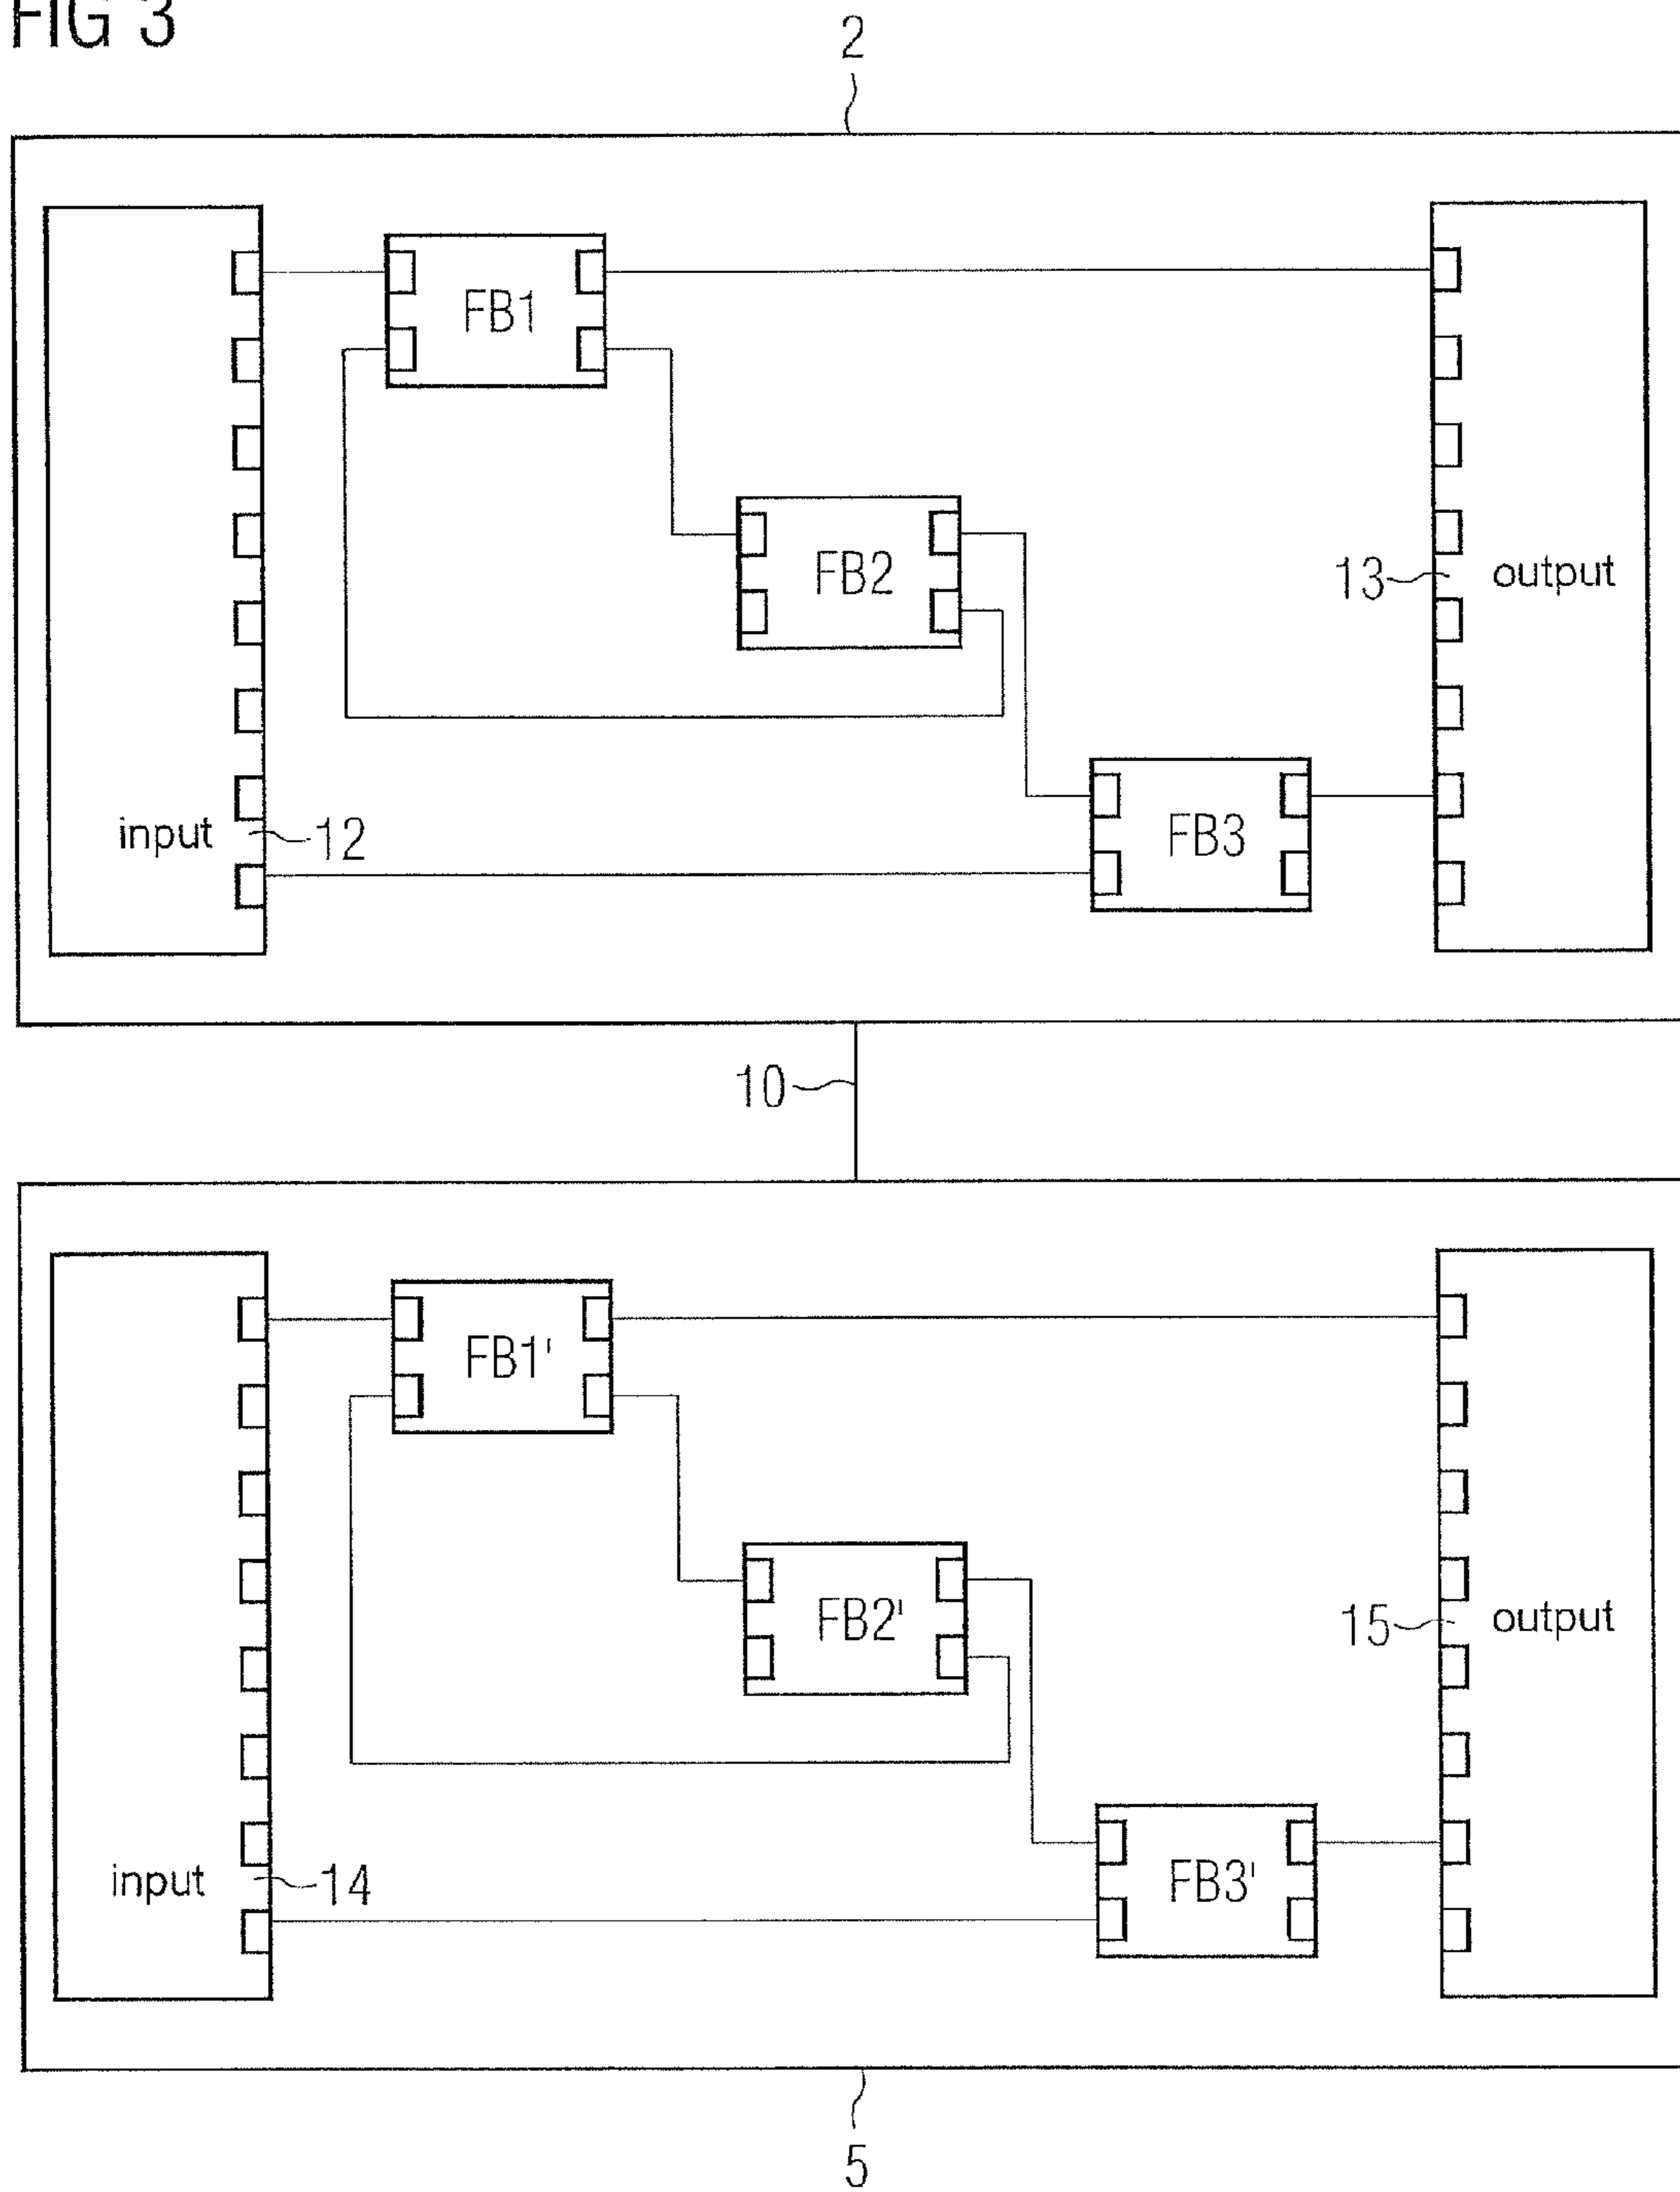 FIG 3
2
FB1
FB2
13
output
input
12
FB3
10
FB1'
FB2'
15
output
input
14
FB3'
5